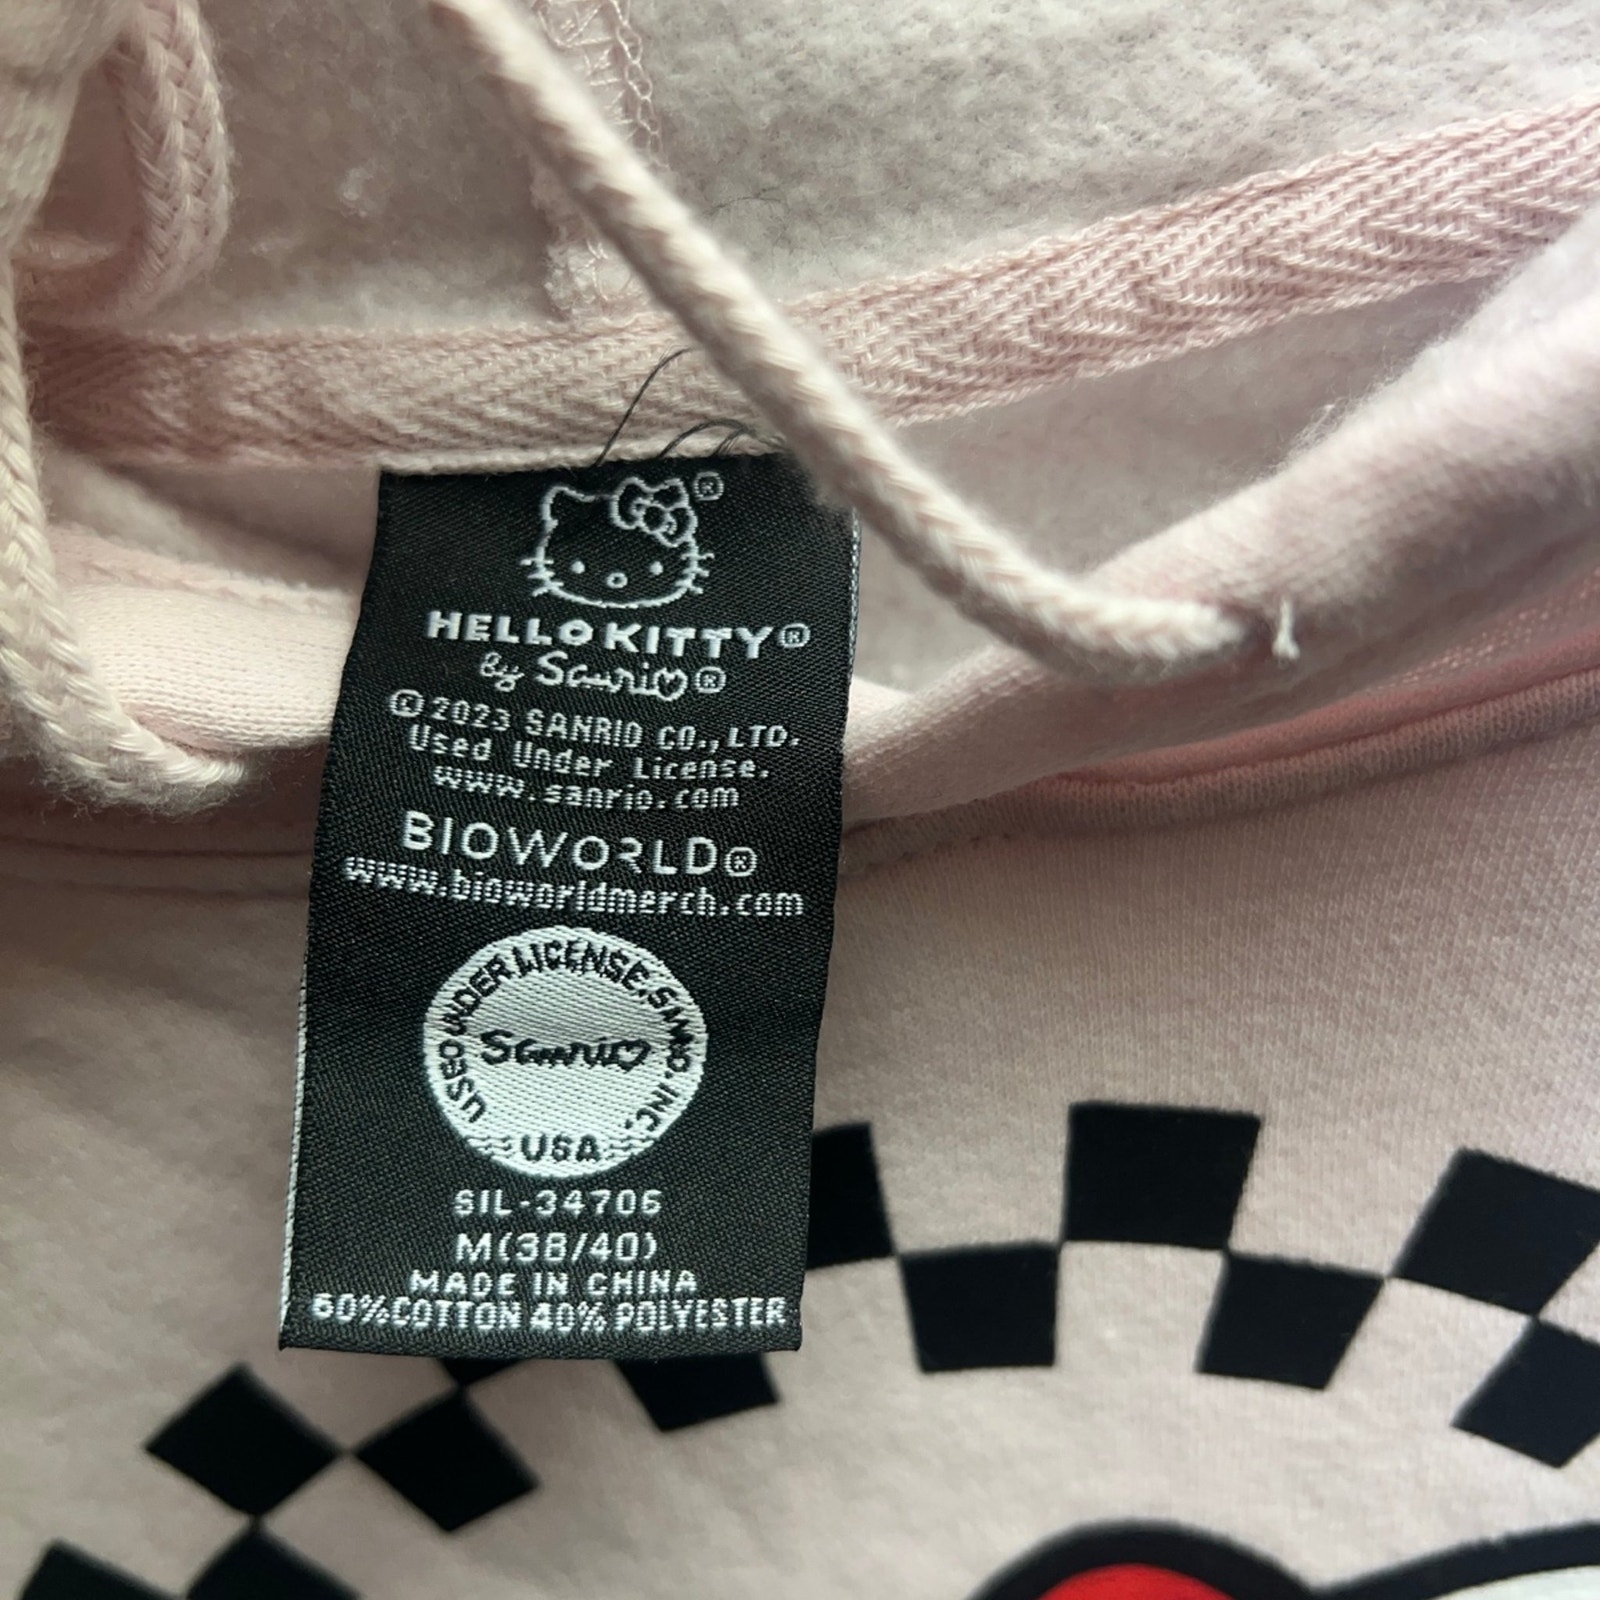 ®
HELLO KITTY®
by Sanrio®
©2023 SANRIO CO.,LTD.
Used Under License.
www.sanrio.com
BIOWORLD®
www.bioworldmerch.com
USED UNDER LICENSE, SANRIO, INC.
Sanrio
USA
SIL-34706
M(38/40)
MADE IN CHINA
60%COTTON 40% POLYESTER